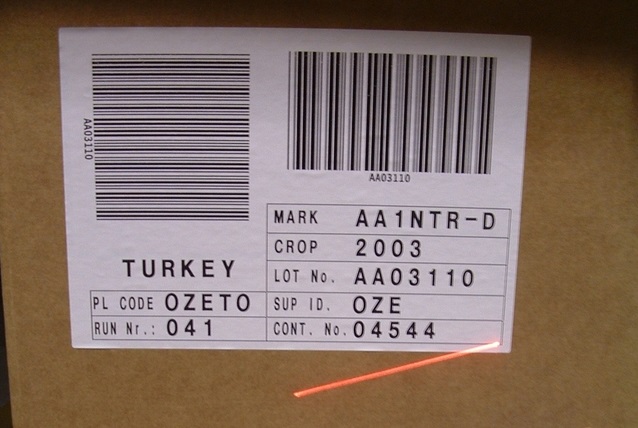 AA03110
AA03110
MARK AA1NTR-D
CROP 2003
LOT No. AA03110
TURKEY
PL CODE OZETO SUP ID. OZE
RUN Nr.: 041 CONT. No. 04544